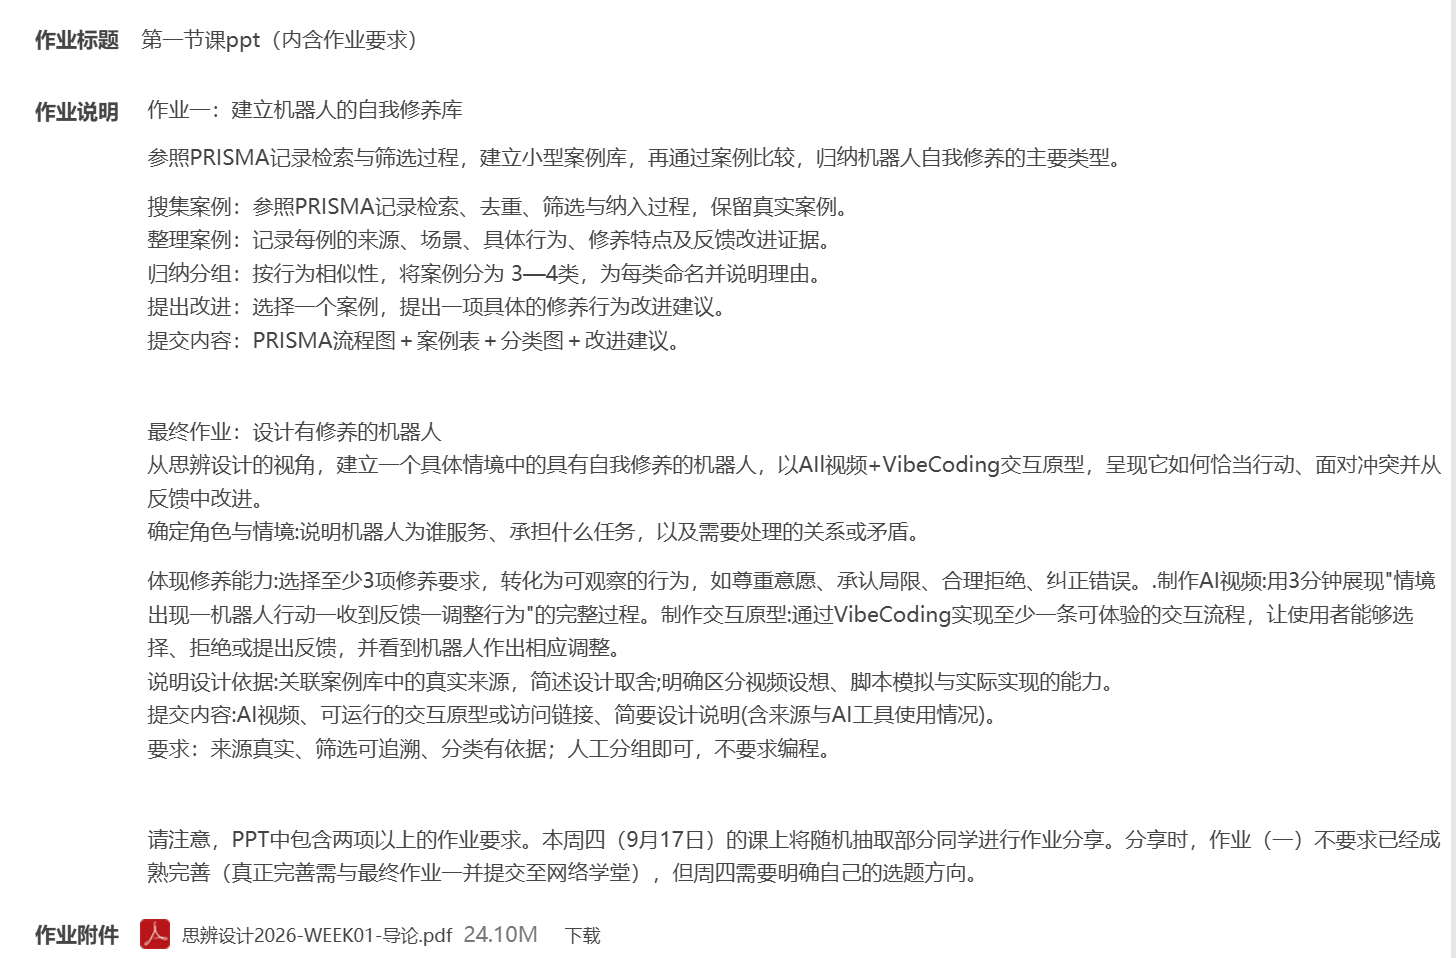 作业标题 第一节课ppt（内含作业要求）
作业说明 作业一：建立机器人的自我修养库
参照PRISMA记录检索与筛选过程，建立小型案例库，再通过案例比较，归纳机器人自我修养的主要类型。
搜集案例：参照PRISMA记录检索、去重、筛选与纳入过程，保留真实案例。
整理案例：记录每例的来源、场景、具体行为、修养特点及反馈改进证据。
归纳分组：按行为相似性，将案例分为 3—4类，为每类命名并说明理由。
提出改进：选择一个案例，提出一项具体的修养行为改进建议。
提交内容：PRISMA流程图＋案例表＋分类图＋改进建议。
最终作业：设计有修养的机器人
从思辨设计的视角，建立一个具体情境中的具有自我修养的机器人，以AIl视频+VibeCoding交互原型，呈现它如何恰当行动、面对冲突并从
反馈中改进。
确定角色与情境:说明机器人为谁服务、承担什么任务，以及需要处理的关系或矛盾。
体现修养能力:选择至少3项修养要求，转化为可观察的行为，如尊重意愿、承认局限、合理拒绝、纠正错误。.制作AI视频:用3分钟展现"情境
出现一机器人行动一收到反馈一调整行为"的完整过程。制作交互原型:通过VibeCoding实现至少一条可体验的交互流程，让使用者能够选
择、拒绝或提出反馈，并看到机器人作出相应调整。
说明设计依据:关联案例库中的真实来源，简述设计取舍;明确区分视频设想、脚本模拟与实际实现的能力。
提交内容:AI视频、可运行的交互原型或访问链接、简要设计说明(含来源与AI工具使用情况)。
要求：来源真实、筛选可追溯、分类有依据；人工分组即可，不要求编程。
请注意，PPT中包含两项以上的作业要求。本周四（9月17日）的课上将随机抽取部分同学进行作业分享。分享时，作业（一）不要求已经成
熟完善（真正完善需与最终作业一并提交至网络学堂），但周四需要明确自己的选题方向。
作业附件 思辨设计2026-WEEK01-导论.pdf 24.10M 下载